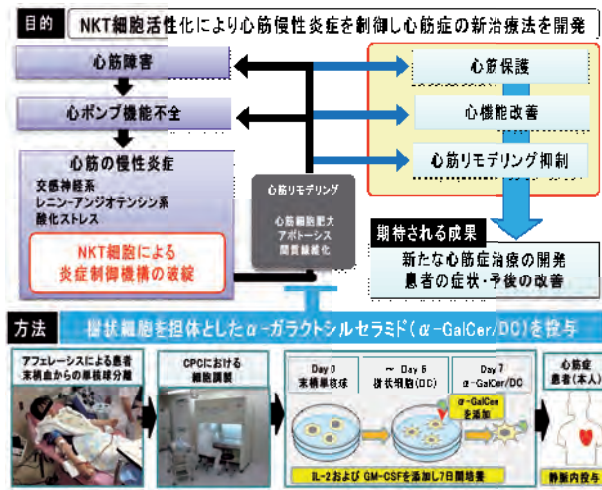 目的
NKT細胞活性化により心筋慢性炎症を制御し心筋症の新治療法を開発
心筋障害
心ポンプ機能不全
心筋の慢性炎症
交感神経系
レニン-アンジオテンシン系
酸化ストレス
NKT細胞による
炎症制御機構の破綻
心筋リモデリング
心筋細胞肥大
アポトーシス
間質線維化
心筋保護
心機能改善
心筋リモデリング抑制
期待される成果
新たな心筋症治療の開発
患者の症状・予後の改善
方法
樹状細胞を担体としたα-ガラクトシルセラミド(α-GalCer/DC)を投与
アフェレーシスによる患者
末梢血からの単核球分離
CPCにおける
細胞調製
Day 0
末梢単核球
～ Day 6
樹状細胞(DC)
Day 7
α-GalCer/DC
α-GalCer
を添加
IL-2および GM-CSFを添加し7日間培養
心筋症
患者(本人)
静脈内投与